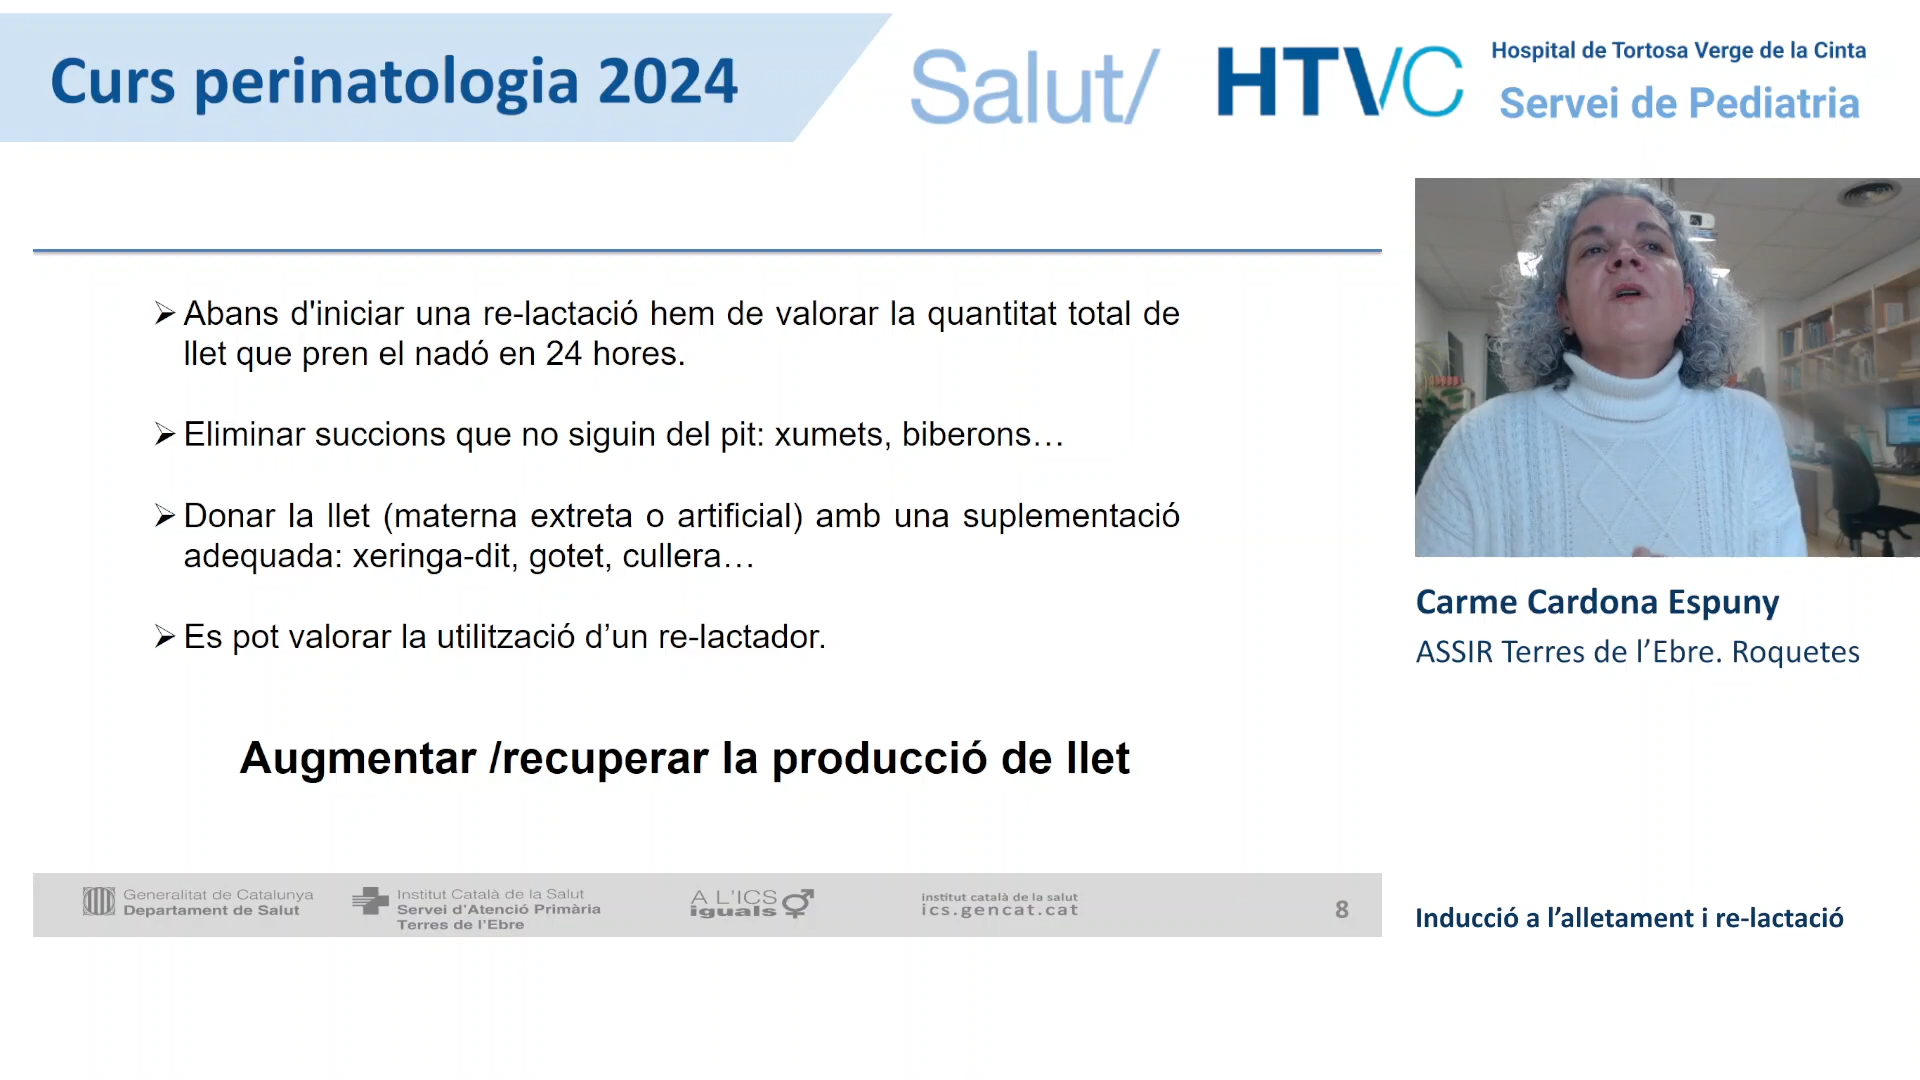 Curs perinatologia 2024
Salut/
HTVC
Hospital de Tortosa Verge de la Cinta
Servei de Pediatria
➢ Abans d'iniciar una re-lactació hem de valorar la quantitat total de
llet que pren el nadó en 24 hores.
➢ Eliminar succions que no siguin del pit: xumets, biberons…
➢ Donar la llet (materna extreta o artificial) amb una suplementació
adequada: xeringa-dit, gotet, cullera…
➢ Es pot valorar la utilització d’un re-lactador.
Augmentar /recuperar la producció de llet
Carme Cardona Espuny
ASSIR Terres de l’Ebre. Roquetes
Generalitat de Catalunya
Departament de Salut
Institut Català de la Salut
Servei d'Atenció Primària
Terres de l'Ebre
A L'ICS
iguals
institut català de la salut
ics.gencat.cat
8
Inducció a l’alletament i re-lactació